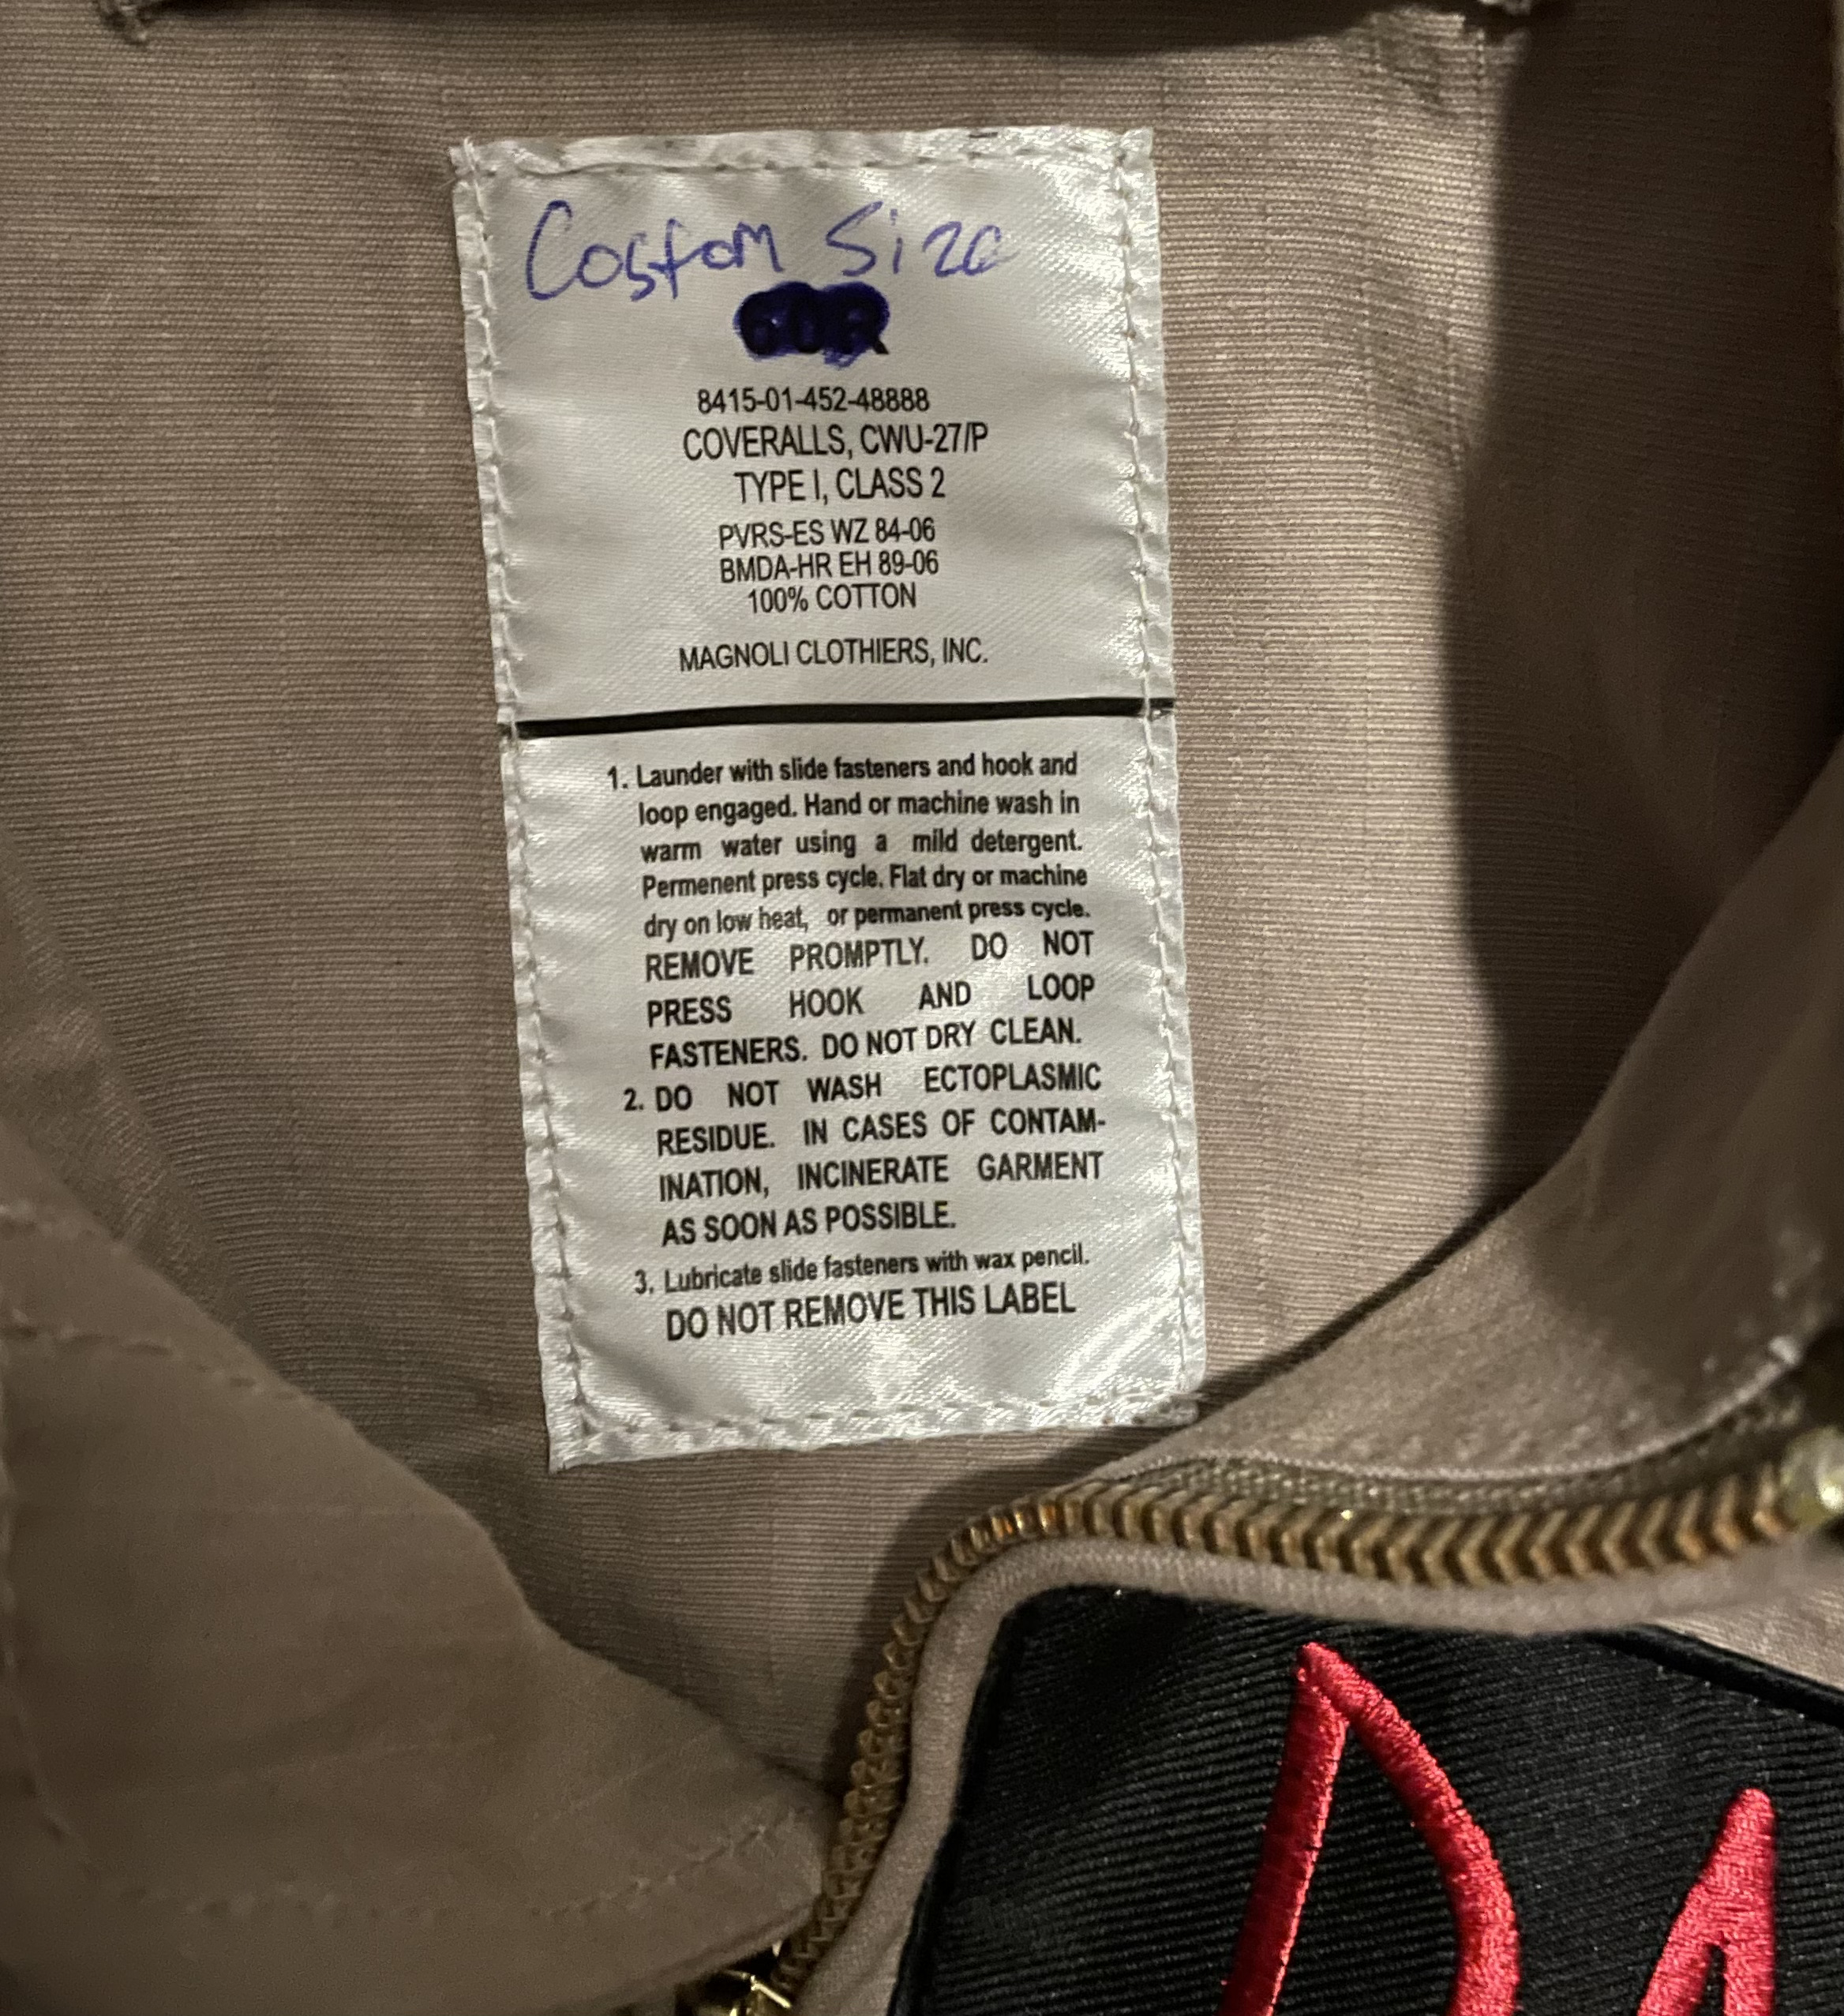 Costom Size
60R
8415-01-452-48888
COVERALLS, CWU-27/P
TYPE I, CLASS 2
PVRS-ES WZ 84-06
BMDA-HR EH 89-06
100% COTTON
MAGNOLI CLOTHIERS, INC.
1. Launder with slide fasteners and hook and
loop engaged. Hand or machine wash in
warm water using a mild detergent.
Permenent press cycle. Flat dry or machine
dry on low heat, or permanent press cycle.
REMOVE PROMPTLY. DO NOT
PRESS HOOK AND LOOP
FASTENERS. DO NOT DRY CLEAN.
2. DO NOT WASH ECTOPLASMIC
RESIDUE. IN CASES OF CONTAM-
INATION, INCINERATE GARMENT
AS SOON AS POSSIBLE.
3. Lubricate slide fasteners with wax pencil.
DO NOT REMOVE THIS LABEL